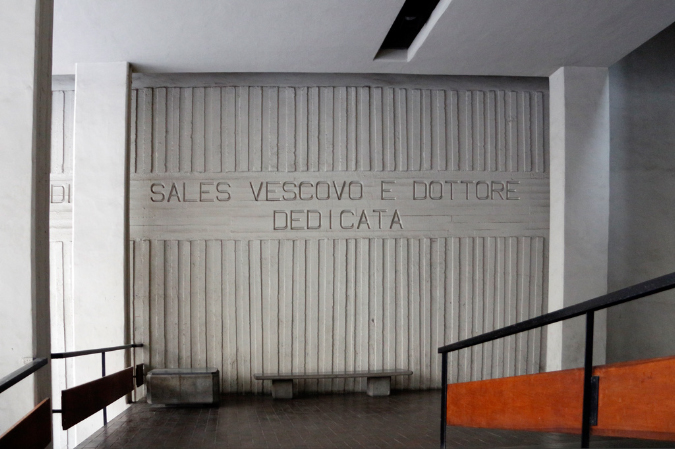 DI SALES VESCOVO E DOTTORE
DEDICATA